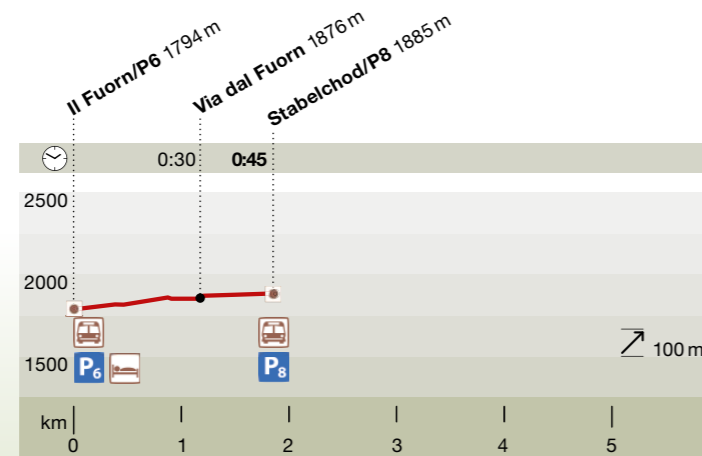 Il Fuorn/P6 1794 m
Via dal Fuorn 1876 m
Stabelchod/P8 1885 m
0:30 0:45
2500
2000
1500
P6
P8
100 m
km
0 1 2 3 4 5